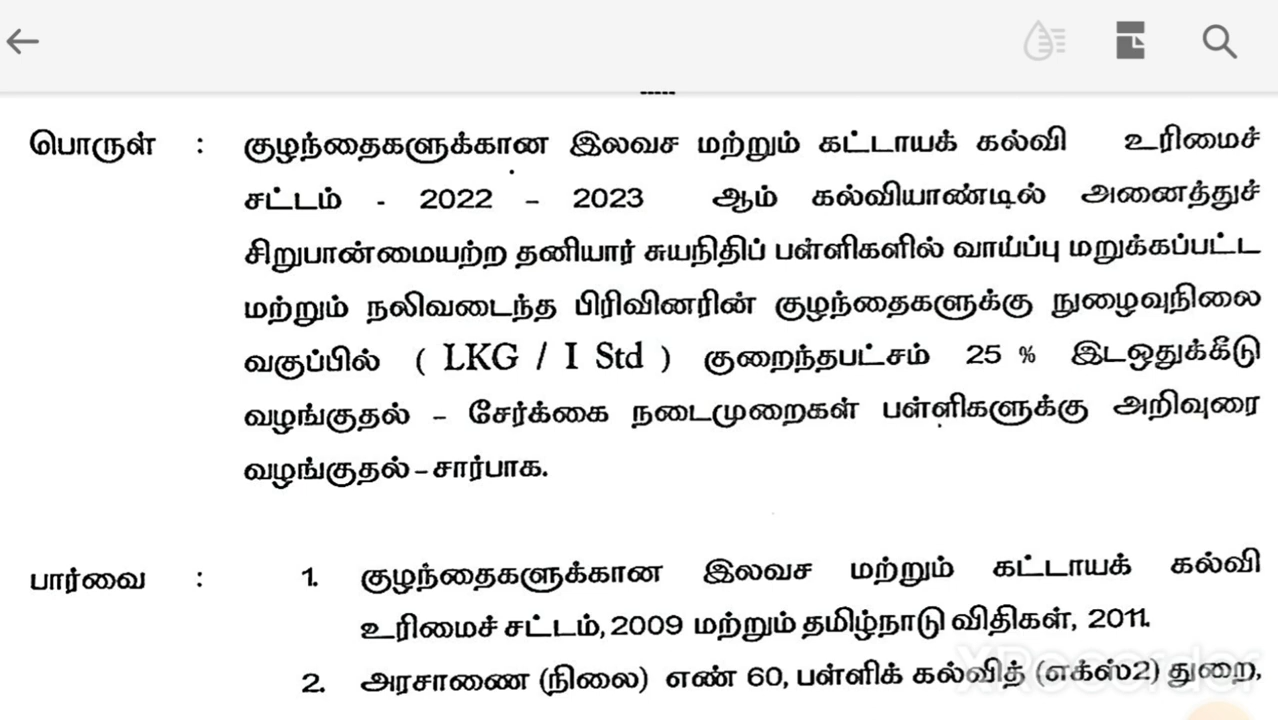 பொருள் : குழந்தைகளுக்கான இலவச மற்றும் கட்டாயக் கல்வி உரிமைச்
சட்டம் - 2022 – 2023 ஆம் கல்வியாண்டில் அனைத்துச்
சிறுபான்மையற்ற தனியார் சுயநிதிப் பள்ளிகளில் வாய்ப்பு மறுக்கப்பட்ட
மற்றும் நலிவடைந்த பிரிவினரின் குழந்தைகளுக்கு நுழைவுநிலை
வகுப்பில் ( LKG / I Std ) குறைந்தபட்சம் 25 % இடஒதுக்கீடு
வழங்குதல் – சேர்க்கை நடைமுறைகள் பள்ளிகளுக்கு அறிவுரை
வழங்குதல் – சார்பாக.
பார்வை : 1. குழந்தைகளுக்கான இலவச மற்றும் கட்டாயக் கல்வி
உரிமைச் சட்டம், 2009 மற்றும் தமிழ்நாடு விதிகள், 2011.
2. அரசாணை (நிலை) எண் 60, பள்ளிக் கல்வித் (எக்ஸ்2) துறை,
XRecorder